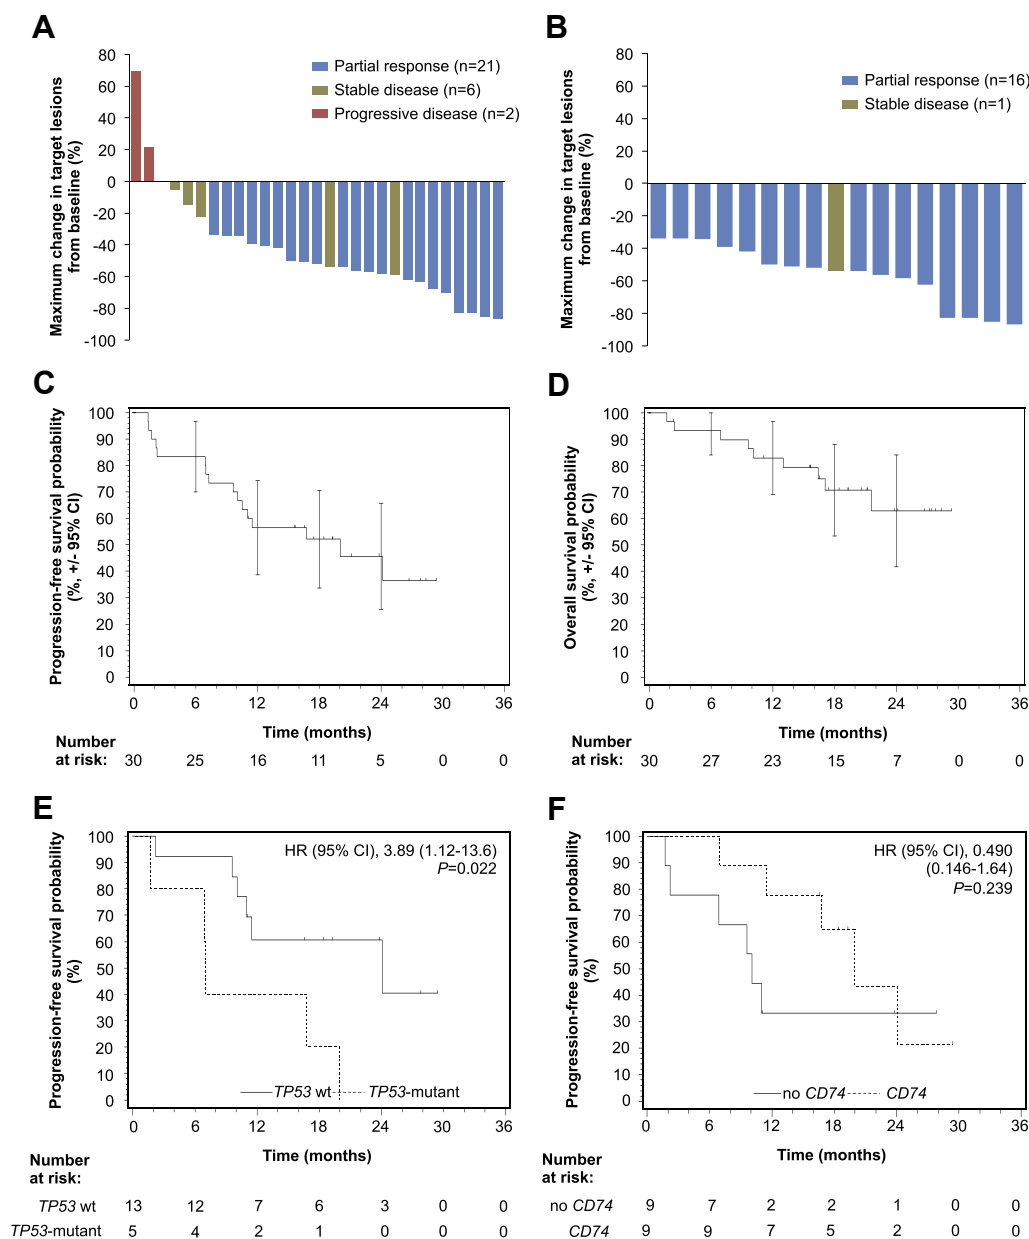 A
Maximum change in target lesions
from baseline (%)
80
60
40
20
0
-20
-40
-60
-80
-100
Partial response (n=21)
Stable disease (n=6)
Progressive disease (n=2)
B
Maximum change in target lesions
from baseline (%)
80
60
40
20
0
-20
-40
-60
-80
-100
Partial response (n=16)
Stable disease (n=1)
C
Progression-free survival probability
(%, +/- 95% CI)
100
90
80
70
60
50
40
30
20
10
0
0 6 12 18 24 30 36
Time (months)
Number
at risk: 30 25 16 11 5 0 0
D
Overall survival probability
(%, +/- 95% CI)
100
90
80
70
60
50
40
30
20
10
0
0 6 12 18 24 30 36
Time (months)
Number
at risk: 30 27 23 15 7 0 0
E
Progression-free survival probability
(%)
100
90
80
70
60
50
40
30
20
10
0
HR (95% CI), 3.89 (1.12-13.6)
P=0.022
TP53 wt TP53-mutant
0 6 12 18 24 30 36
Time (months)
Number
at risk:
TP53 wt 13 12 7 6 3 0 0
TP53-mutant 5 4 2 1 0 0 0
F
Progression-free survival probability
(%)
100
90
80
70
60
50
40
30
20
10
0
HR (95% CI), 0.490
(0.146-1.64)
P=0.239
no CD74 CD74
0 6 12 18 24 30 36
Time (months)
Number
at risk:
no CD74 9 7 2 2 1 0 0
CD74 9 9 7 5 2 0 0